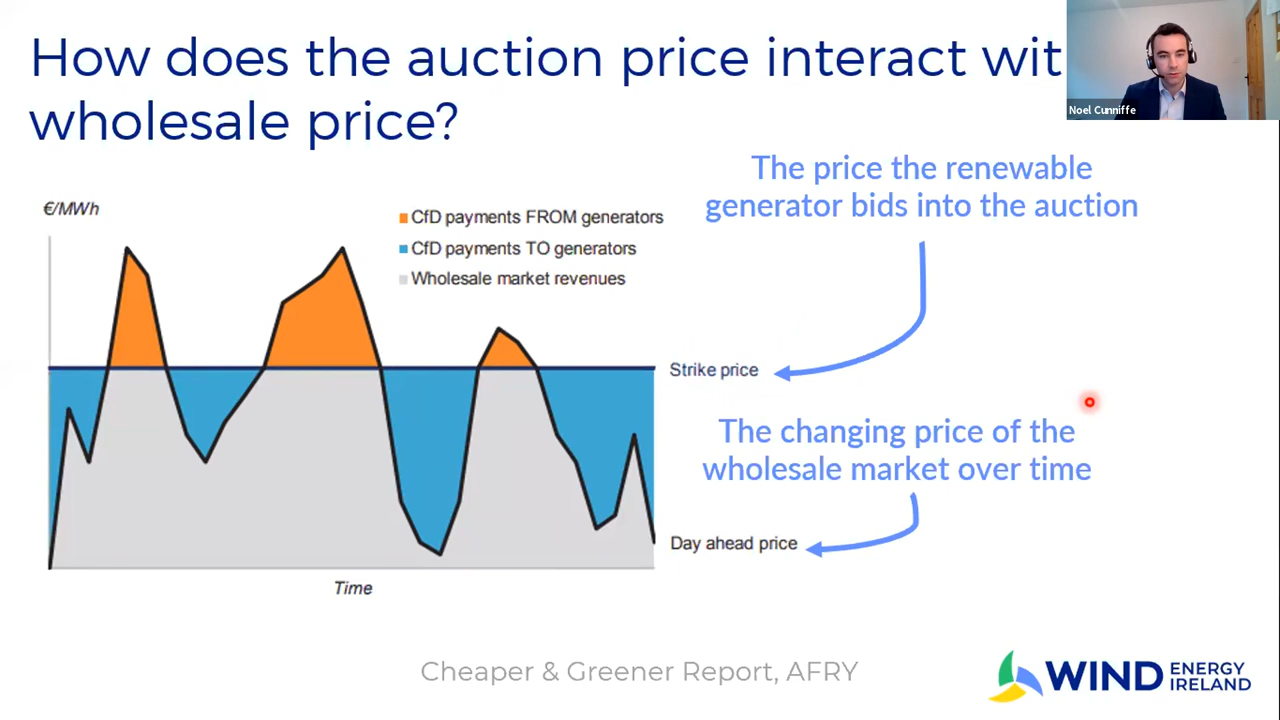 How does the auction price interact wit
wholesale price?
Noel Cunniffe
The price the renewable
generator bids into the auction
€/MWh
CfD payments FROM generators
CfD payments TO generators
Wholesale market revenues
Strike price
The changing price of the
wholesale market over time
Day ahead price
Time
Cheaper & Greener Report, AFRY
WIND ENERGY
IRELAND